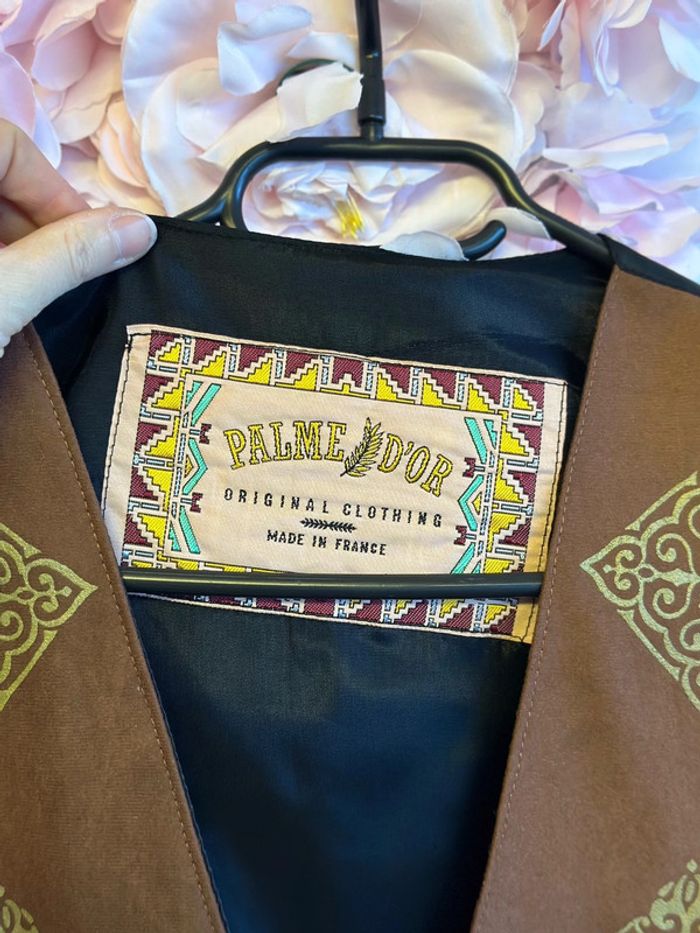 PALME D'OR
ORIGINAL CLOTHING
MADE IN FRANCE